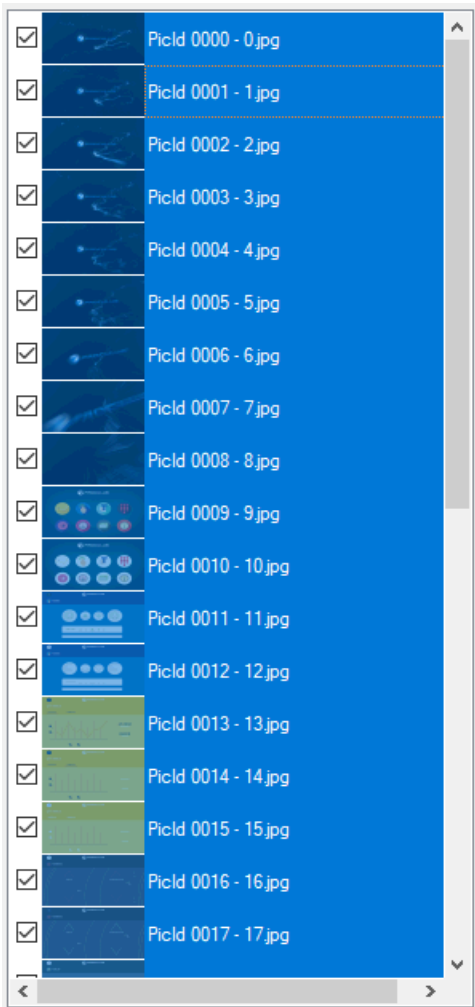 PicId 0000 - 0.jpg
PicId 0001 - 1.jpg
PicId 0002 - 2.jpg
PicId 0003 - 3.jpg
PicId 0004 - 4.jpg
PicId 0005 - 5.jpg
PicId 0006 - 6.jpg
PicId 0007 - 7.jpg
PicId 0008 - 8.jpg
PicId 0009 - 9.jpg
PicId 0010 - 10.jpg
PicId 0011 - 11.jpg
PicId 0012 - 12.jpg
PicId 0013 - 13.jpg
PicId 0014 - 14.jpg
PicId 0015 - 15.jpg
PicId 0016 - 16.jpg
PicId 0017 - 17.jpg